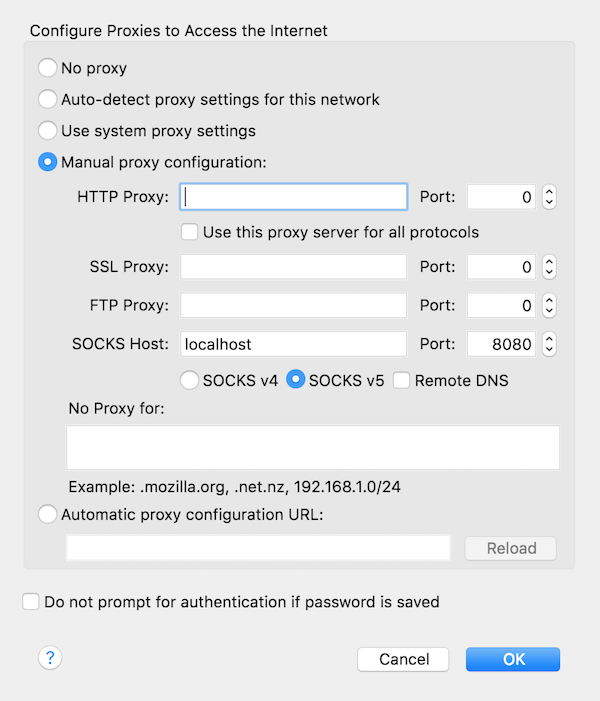 Configure Proxies to Access the Internet
No proxy
Auto-detect proxy settings for this network
Use system proxy settings
Manual proxy configuration:
HTTP Proxy: Port: 0
Use this proxy server for all protocols
SSL Proxy: Port: 0
FTP Proxy: Port: 0
SOCKS Host: localhost Port: 8080
SOCKS v4 SOCKS v5 Remote DNS
No Proxy for:
Example: .mozilla.org, .net.nz, 192.168.1.0/24
Automatic proxy configuration URL:
Reload
Do not prompt for authentication if password is saved
? Cancel OK